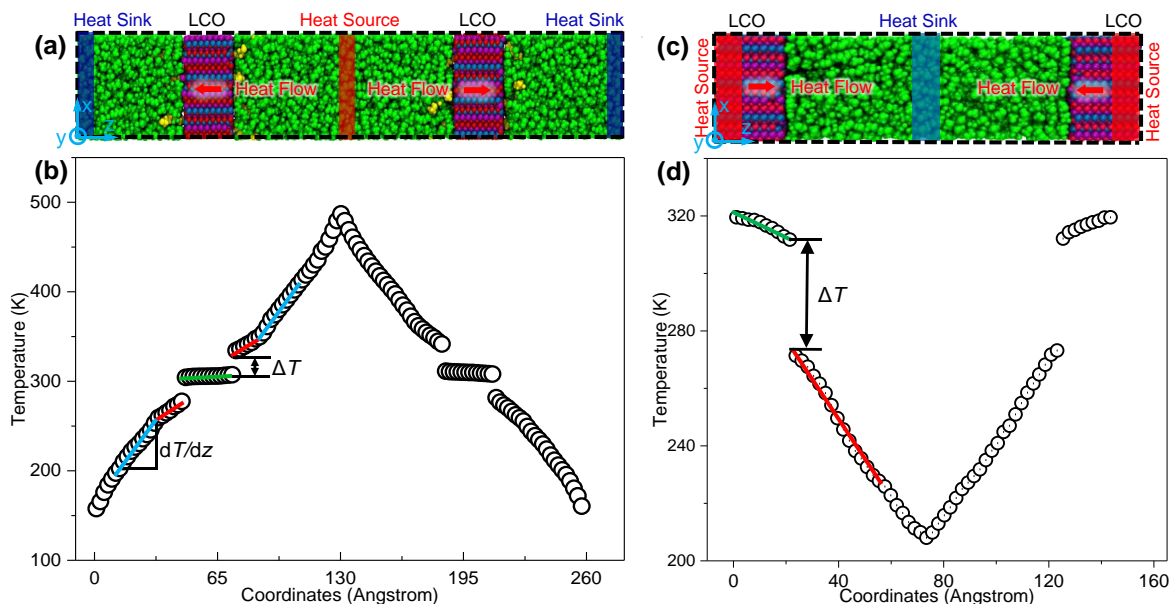 Heat Sink LCO Heat Source LCO Heat Sink
(a)
Heat Flow Heat Flow
x
y z
(b)
Temperature (K)
500
400
300
200
100
ΔT
dT/dz
0 65 130 195 260
Coordinates (Angstrom)
LCO Heat Sink LCO
(c)
Heat Source
Heat Flow Heat Flow
Heat Source
x
y z
(d)
Temperature (K)
320
280
240
200
ΔT
0 40 80 120 160
Coordinates (Angstrom)